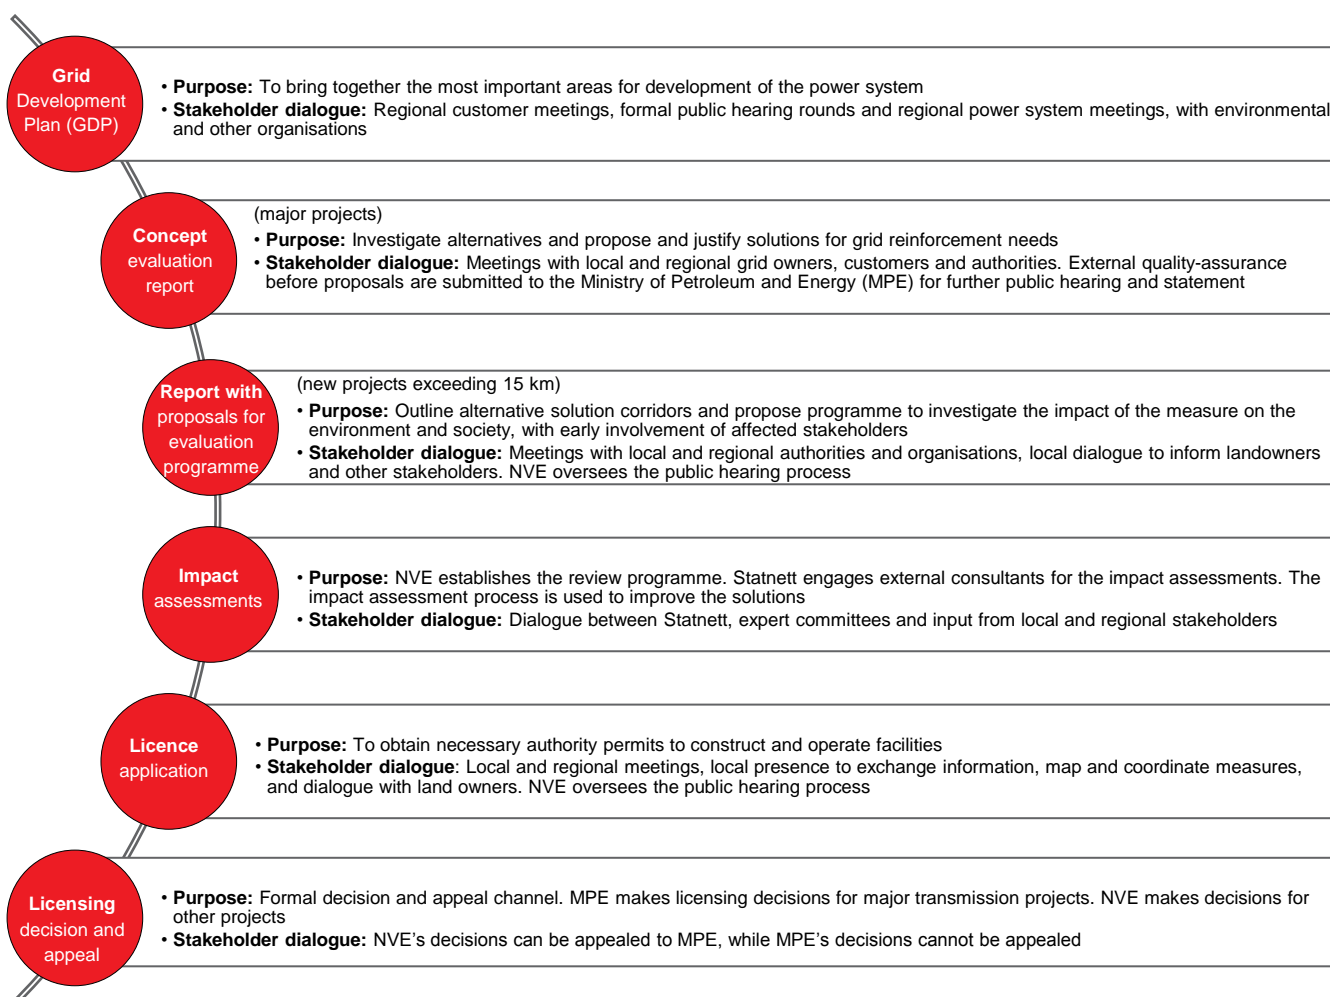 Grid
Development
Plan (GDP)
• Purpose: To bring together the most important areas for development of the power system
• Stakeholder dialogue: Regional customer meetings, formal public hearing rounds and regional power system meetings, with environmental
and other organisations
Concept
evaluation
report
(major projects)
• Purpose: Investigate alternatives and propose and justify solutions for grid reinforcement needs
• Stakeholder dialogue: Meetings with local and regional grid owners, customers and authorities. External quality-assurance
before proposals are submitted to the Ministry of Petroleum and Energy (MPE) for further public hearing and statement
Report with
proposals for
evaluation
programme
(new projects exceeding 15 km)
• Purpose: Outline alternative solution corridors and propose programme to investigate the impact of the measure on the
environment and society, with early involvement of affected stakeholders
• Stakeholder dialogue: Meetings with local and regional authorities and organisations, local dialogue to inform landowners
and other stakeholders. NVE oversees the public hearing process
Impact
assessments
• Purpose: NVE establishes the review programme. Statnett engages external consultants for the impact assessments. The
impact assessment process is used to improve the solutions
• Stakeholder dialogue: Dialogue between Statnett, expert committees and input from local and regional stakeholders
Licence
application
• Purpose: To obtain necessary authority permits to construct and operate facilities
• Stakeholder dialogue: Local and regional meetings, local presence to exchange information, map and coordinate measures,
and dialogue with land owners. NVE oversees the public hearing process
Licensing
decision and
appeal
• Purpose: Formal decision and appeal channel. MPE makes licensing decisions for major transmission projects. NVE makes decisions for
other projects
• Stakeholder dialogue: NVE's decisions can be appealed to MPE, while MPE's decisions cannot be appealed